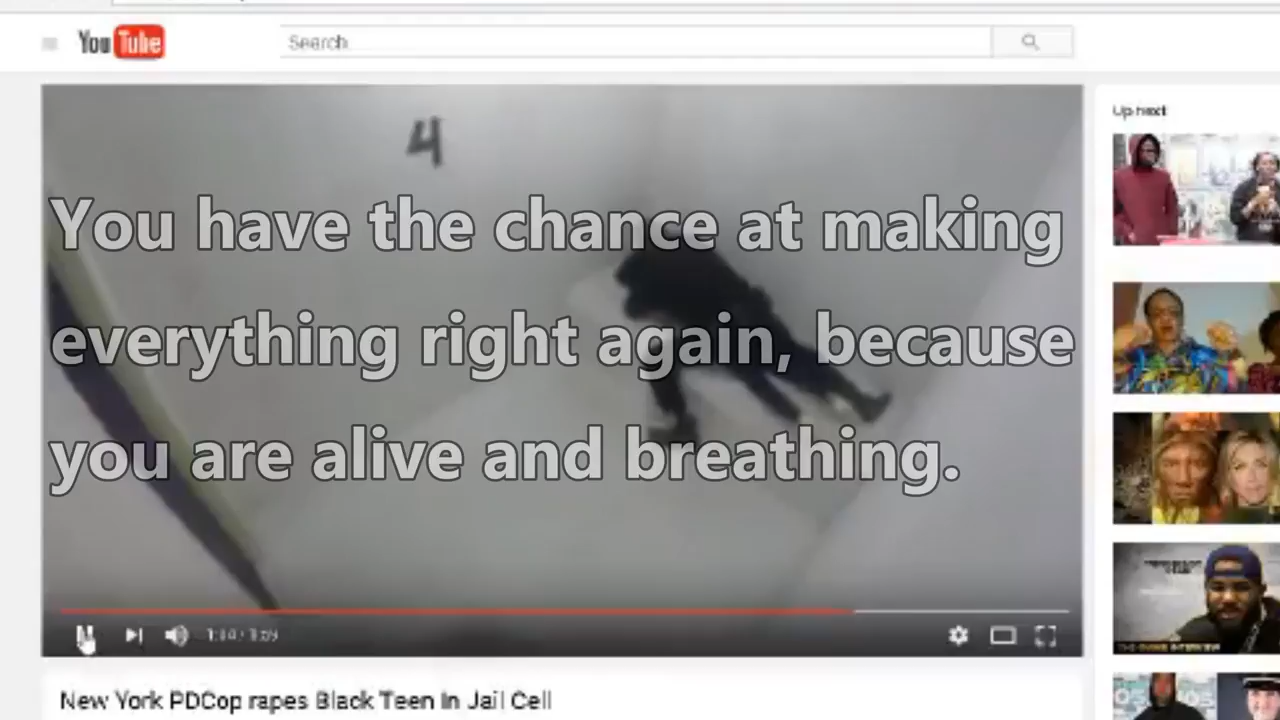 YouTube
Search
Up next
4
You have the chance at making
everything right again, because
you are alive and breathing.
New York PDCop rapes Black Teen In Jail Cell